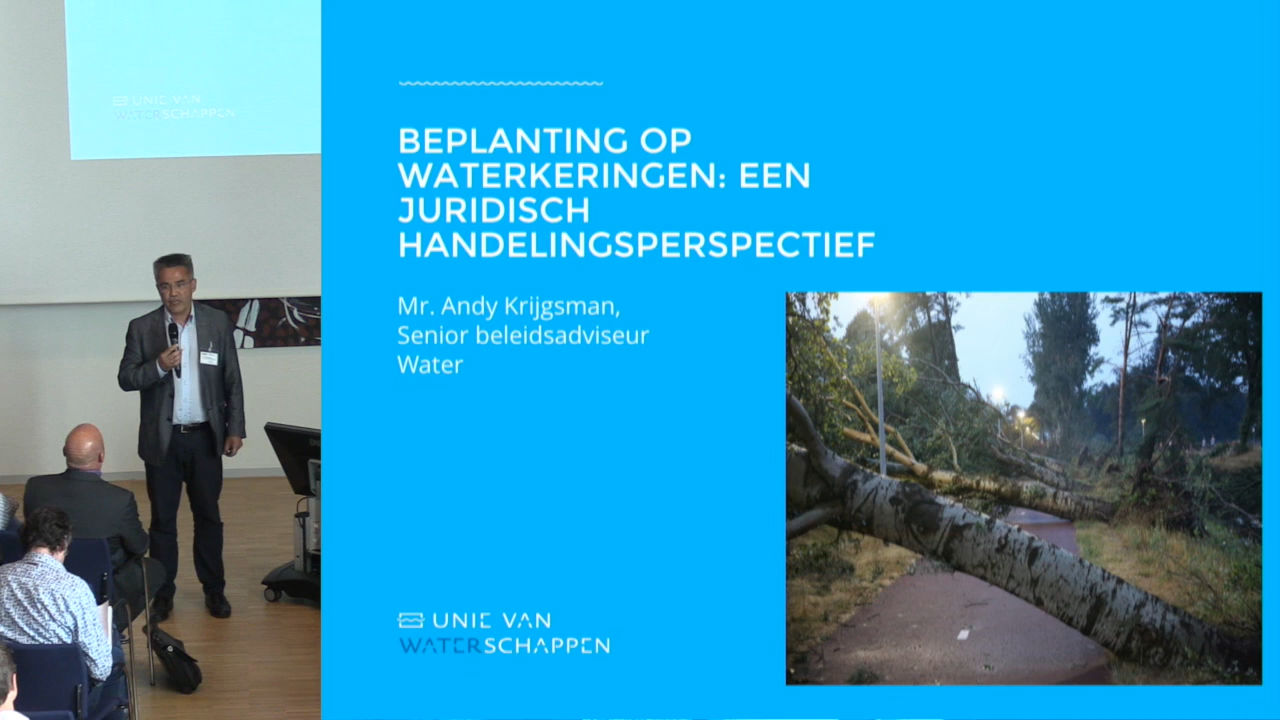 UNIE VAN
WATERSCHAPPEN
BEPLANTING OP
WATERKERINGEN: EEN
JURIDISCH
HANDELINGSPERSPECTIEF
Mr. Andy Krijgsman,
Senior beleidsadviseur
Water
UNIE VAN
WATERSCHAPPEN